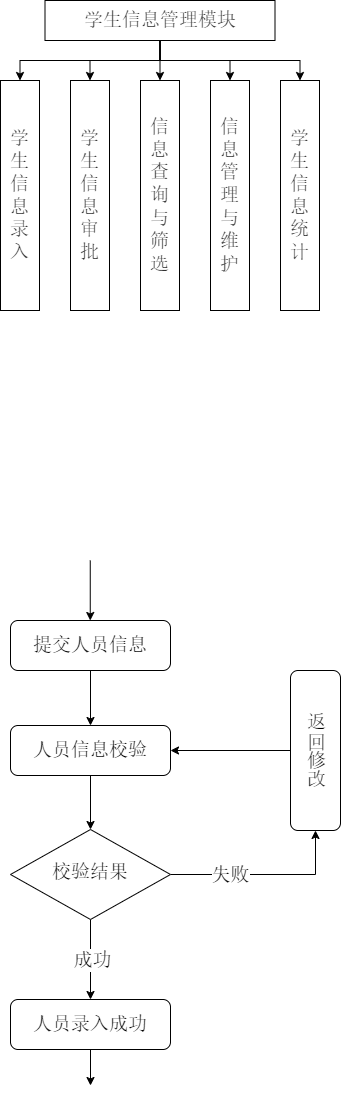 学生信息管理模块
学生信息录入
学生信息审批
信息查询与筛选
信息管理与维护
学生信息统计
提交人员信息
人员信息校验
返回修改
校验结果
失败
成功
人员录入成功